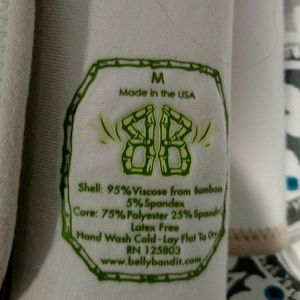 M
Made in the USA
BB
Shell: 95% Viscose from Bamboo
5% Spandex
Core: 75% Polyester 25% Spandex
Latex Free
Hand Wash Cold - Lay Flat To Dry
RN 125803
www.bellybandit.com